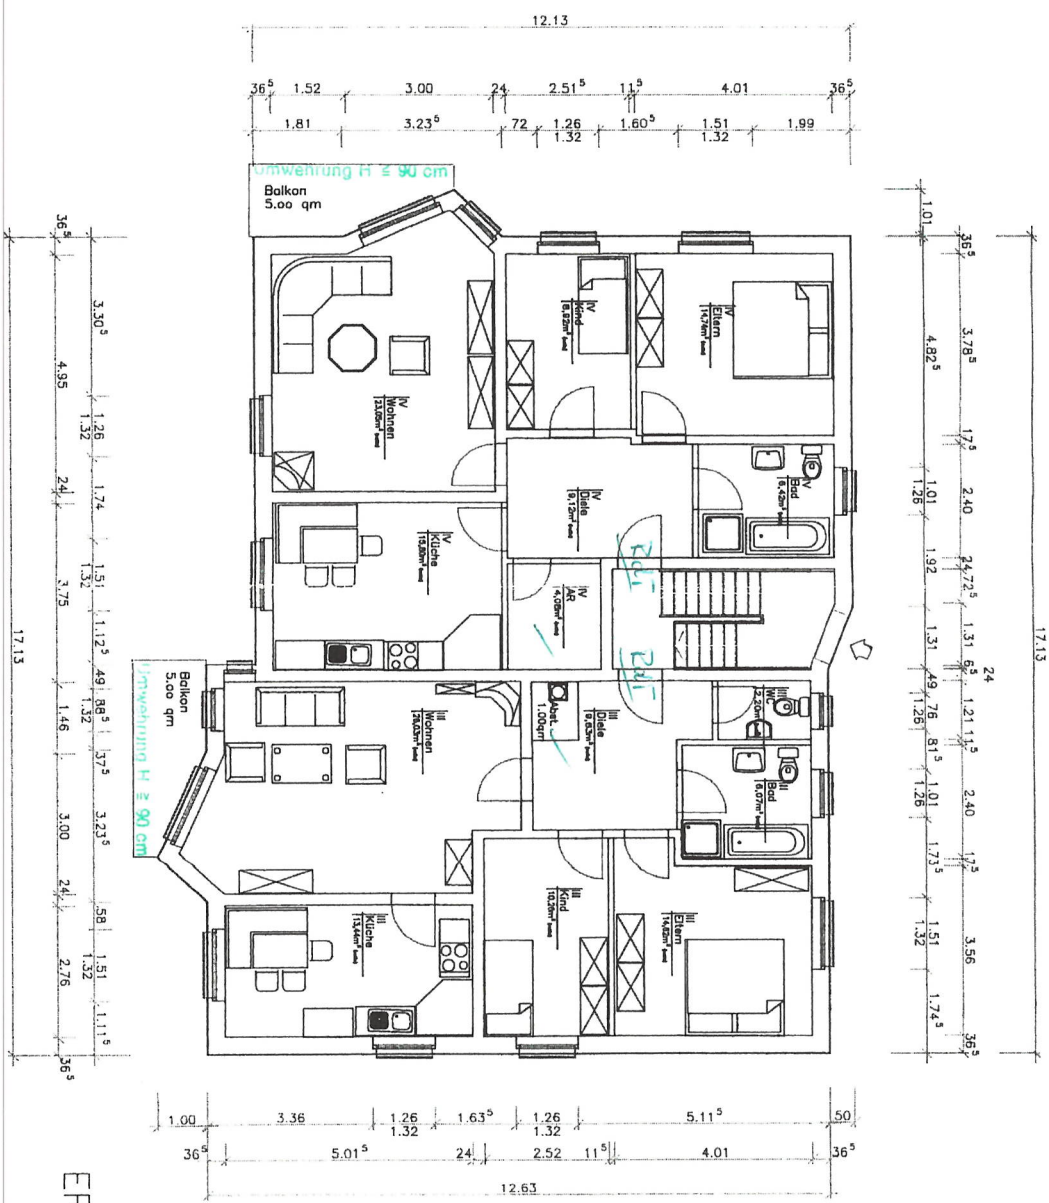 12.13
36⁵ 1.52 3.00 24 2.51⁵ 11⁵ 4.01 36⁵
1.81 3.23⁵ 72 1.26 1.60⁵ 1.51 1.99
1.32 1.32
Umwehrung H ≥ 90 cm
Balkon
5.oo qm
36⁵ 4.95 24 3.75 49 1.46 3.00 24 2.76 36⁵
3.30⁵ 1.26 1.74 1.51 1.12⁵ 88⁵ 37⁵ 3.23⁵ 58 1.51 1.11⁵
1.32 1.32 1.32 1.32
17.13
1.01
36⁵ 3.78⁵ 17⁵ 2.40 24 72⁵ 1.31 6⁵ 1.21 11⁵ 2.40 17⁵ 3.56 36⁵
24
4.82⁵ 1.01 1.92 1.31 49 76 81⁵ 1.01 1.73⁵ 1.51 1.74⁵
1.26 1.26 1.26 1.32
17.13
IV
Kind
IV
Eltern
IV
Wohnen
IV
Bad
IV
Diele
9,12m²
IV
Küche
IV
AR
III
WC
III
Diele
Abst.
1.00qm
III
Wohnen
III
Bad
6,07m²
III
Kind
III
Eltern
III
Küche
Balkon
5.oo qm
Umwehrung H ≥ 90 cm
1.00 3.36 1.26 1.63⁵ 1.26 5.11⁵ 50
1.32 1.32
36⁵ 5.01⁵ 24 2.52 11⁵ 4.01 36⁵
12.63